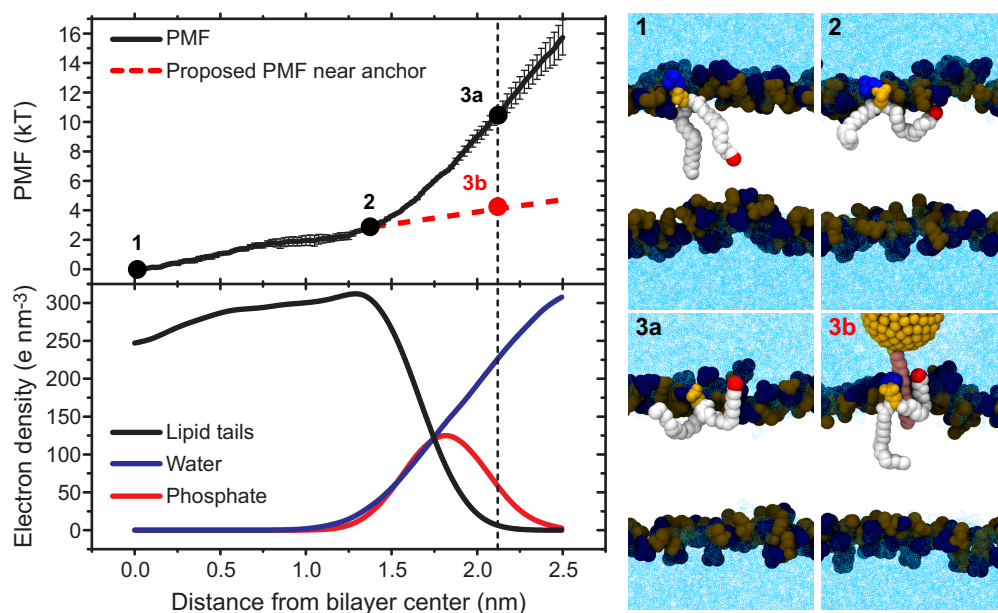 PMF
Proposed PMF near anchor
PMF (kT)
16
14
12
10
8
6
4
2
0
1
2
3a
3b
Electron density (e nm-3)
300
250
200
150
100
50
0
Lipid tails
Water
Phosphate
0.0
0.5
1.0
1.5
2.0
2.5
Distance from bilayer center (nm)
1
2
3a
3b